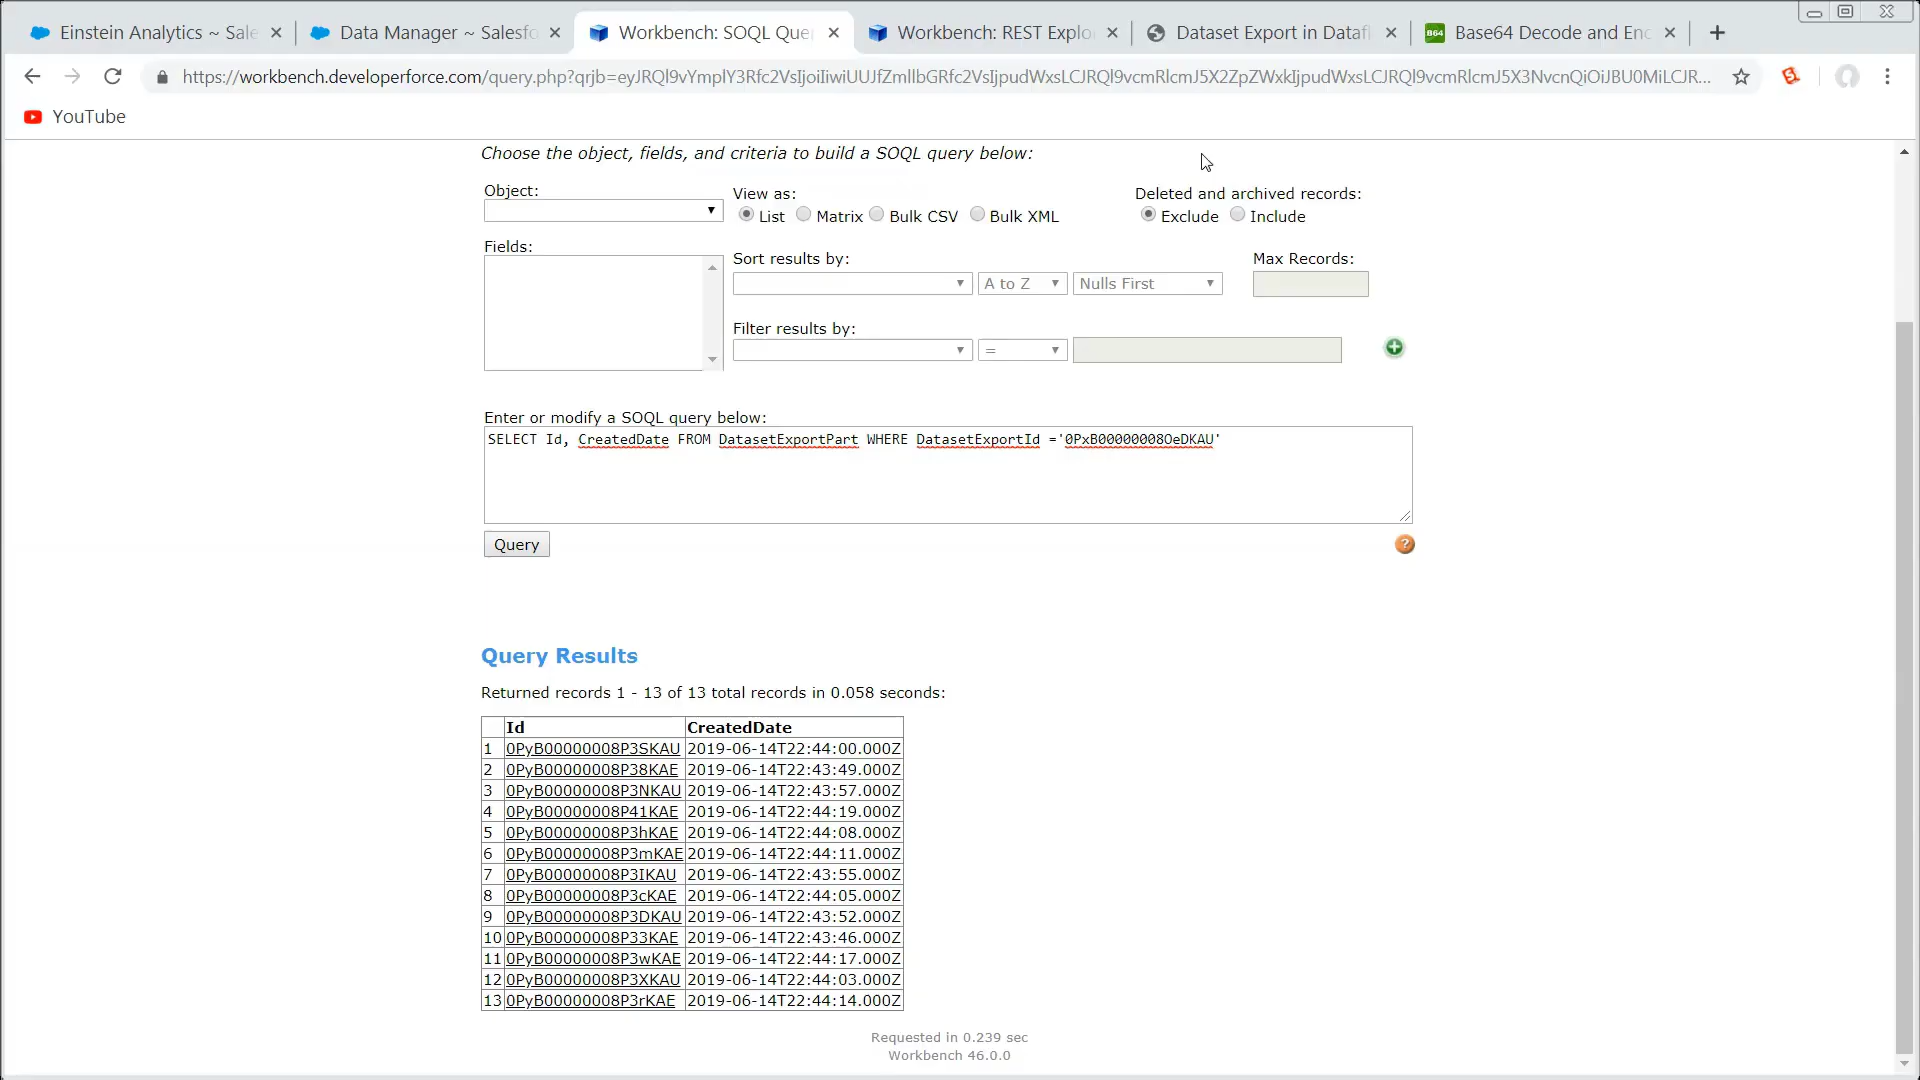 Einstein Analytics ~ Sale
Data Manager ~ Salesfo
Workbench: SOQL Que
Workbench: REST Explo
Dataset Export in Datafl
B64
Base64 Decode and Enc
https://workbench.developerforce.com/query.php?qrjb=eyJRQl9vYmplY3Rfc2VsIjoiIiwiUUJfZmllbGRfc2VsIjpudWxsLCJRQl9vcmRlcmJ5X2ZpZWxkIjpudWxsLCJRQl9vcmRlcmJ5X3NvcnQiOiJBU0MiLCJR...
YouTube
Choose the object, fields, and criteria to build a SOQL query below:
Object:
View as:
Deleted and archived records:
List
Matrix
Bulk CSV
Bulk XML
Exclude
Include
Fields:
Sort results by:
Max Records:
A to Z
Nulls First
Filter results by:
=
Enter or modify a SOQL query below:
SELECT Id, CreatedDate FROM DatasetExportPart WHERE DatasetExportId ='0PxB00000008OeDKAU'
Query
?
Query Results
Returned records 1 - 13 of 13 total records in 0.058 seconds:
Id CreatedDate
1 0PyB00000008P3SKAU 2019-06-14T22:44:00.000Z
2 0PyB00000008P38KAE 2019-06-14T22:43:49.000Z
3 0PyB00000008P3NKAU 2019-06-14T22:43:57.000Z
4 0PyB00000008P41KAE 2019-06-14T22:44:19.000Z
5 0PyB00000008P3hKAE 2019-06-14T22:44:08.000Z
6 0PyB00000008P3mKAE 2019-06-14T22:44:11.000Z
7 0PyB00000008P3IKAU 2019-06-14T22:43:55.000Z
8 0PyB00000008P3cKAE 2019-06-14T22:44:05.000Z
9 0PyB00000008P3DKAU 2019-06-14T22:43:52.000Z
10 0PyB00000008P33KAE 2019-06-14T22:43:46.000Z
11 0PyB00000008P3wKAE 2019-06-14T22:44:17.000Z
12 0PyB00000008P3XKAU 2019-06-14T22:44:03.000Z
13 0PyB00000008P3rKAE 2019-06-14T22:44:14.000Z
Requested in 0.239 sec
Workbench 46.0.0